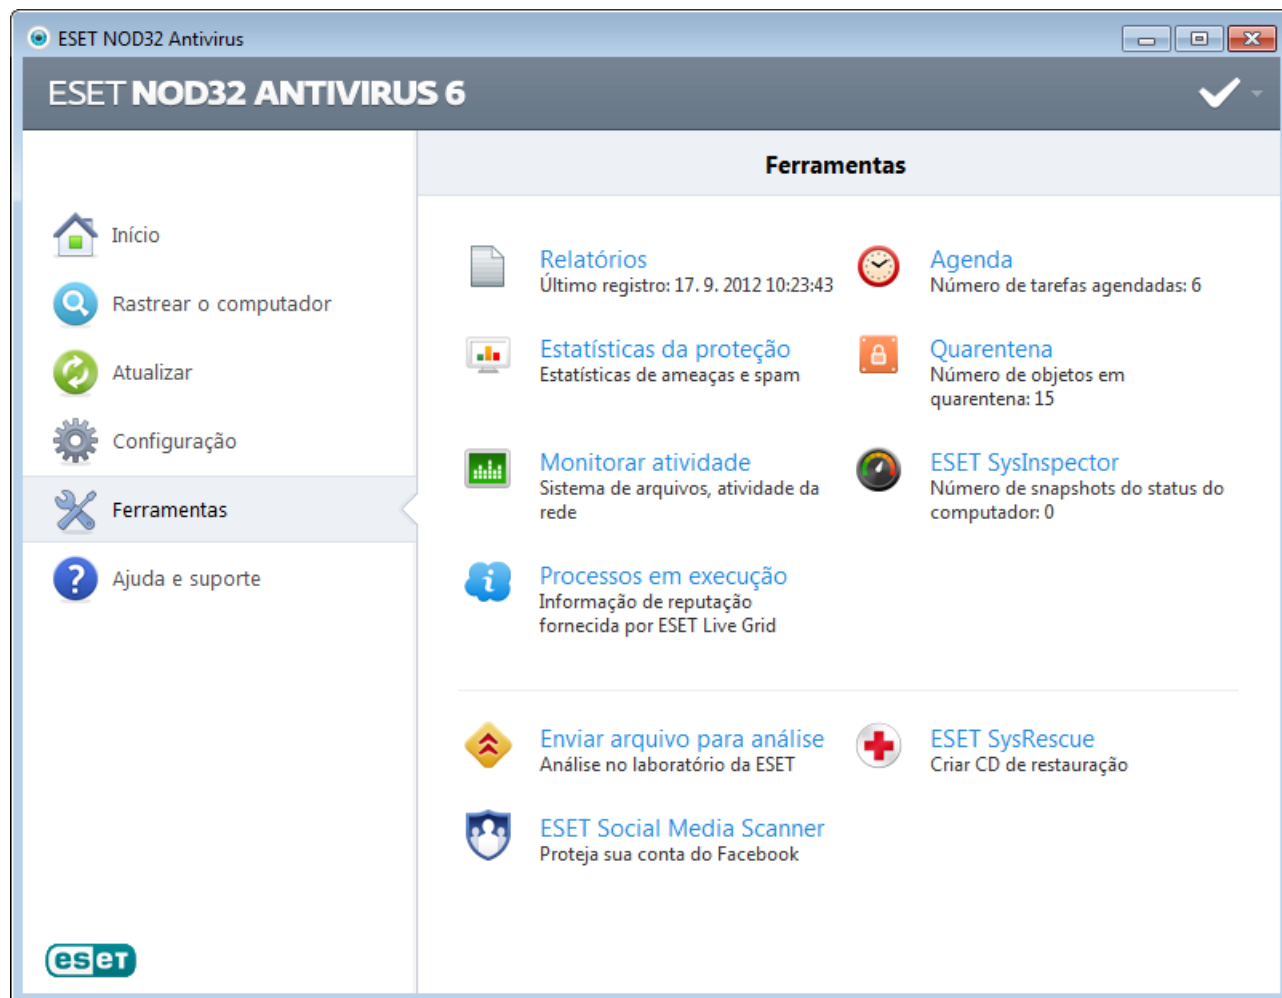 ESET NOD32 Antivirus
ESET NOD32 ANTIVIRUS 6
Ferramentas
Início
Rastrear o computador
Atualizar
Configuração
Ferramentas
Ajuda e suporte
Relatórios
Último registro: 17. 9. 2012 10:23:43
Agenda
Número de tarefas agendadas: 6
Estatísticas da proteção
Estatísticas de ameaças e spam
Quarentena
Número de objetos em
quarentena: 15
Monitorar atividade
Sistema de arquivos, atividade da
rede
ESET SysInspector
Número de snapshots do status do
computador: 0
Processos em execução
Informação de reputação
fornecida por ESET Live Grid
Enviar arquivo para análise
Análise no laboratório da ESET
ESET SysRescue
Criar CD de restauração
ESET Social Media Scanner
Proteja sua conta do Facebook
eseT